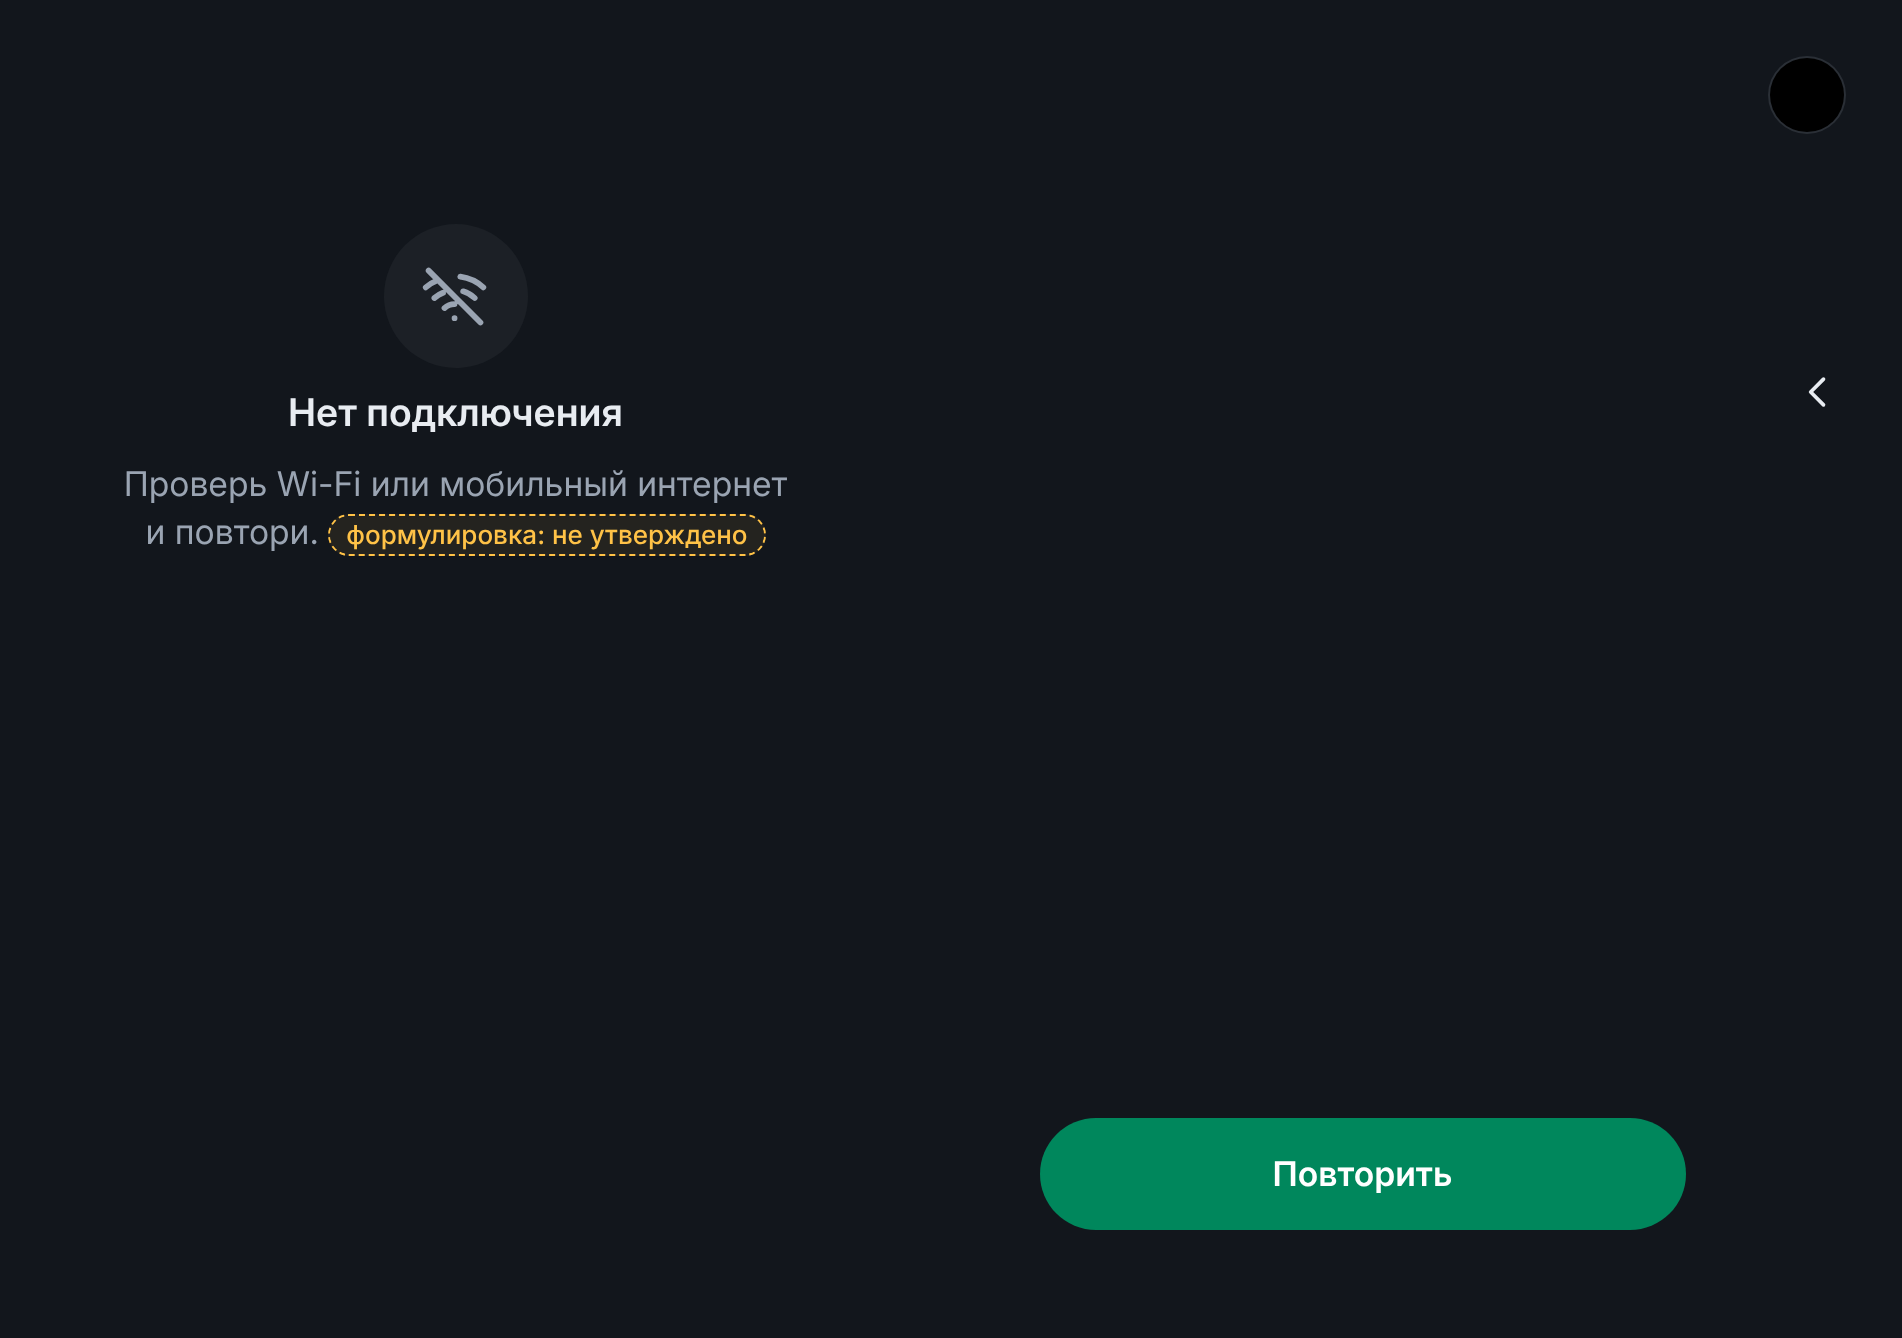 Нет подключения
Проверь Wi-Fi или мобильный интернет
и повтори. формулировка: не утверждено
Повторить